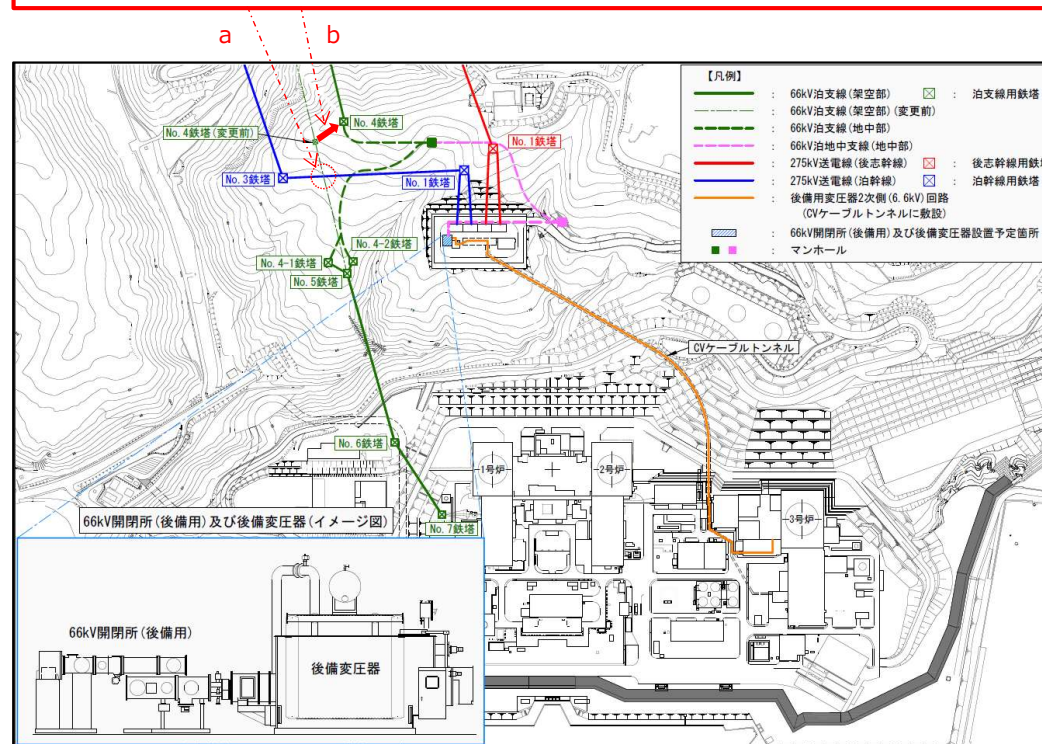 a
b
【凡例】
: 66kV泊支線(架空部)
: 泊支線用鉄塔
: 66kV泊支線(架空部)(変更前)
: 66kV泊支線(地中部)
: 66kV泊地中支線(地中部)
: 275kV送電線(後志幹線)
: 後志幹線用鉄塔
: 275kV送電線(泊幹線)
: 泊幹線用鉄塔
: 後備用変圧器2次側(6.6kV)回路
(CVケーブルトンネルに敷設)
: 66kV開閉所(後備用)及び後備変圧器設置予定箇所
: マンホール
No.4鉄塔
No.4鉄塔(変更前)
No.1鉄塔
No.3鉄塔
No.1鉄塔
No.4-2鉄塔
No.4-1鉄塔
No.5鉄塔
CVケーブルトンネル
No.6鉄塔
1号炉
2号炉
No.7鉄塔
3号炉
66kV開閉所(後備用)及び後備変圧器(イメージ図)
66kV開閉所(後備用)
後備変圧器